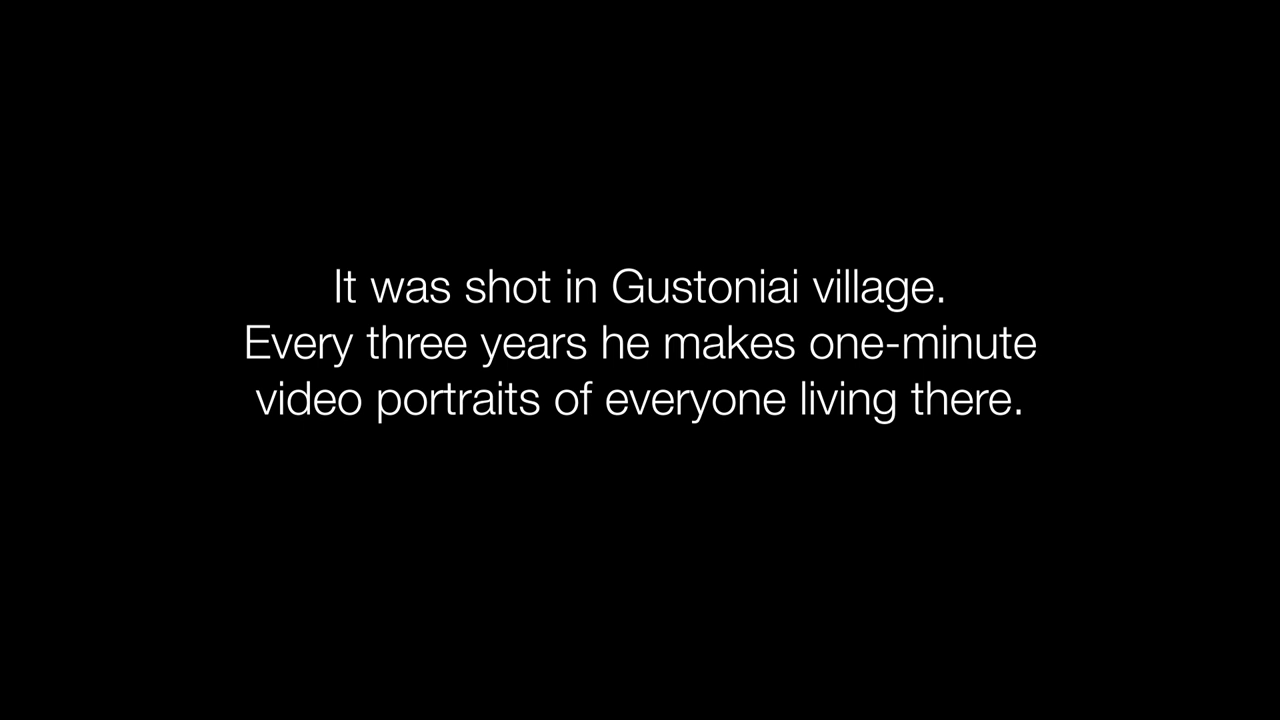 It was shot in Gustoniai village.
Every three years he makes one-minute
video portraits of everyone living there.